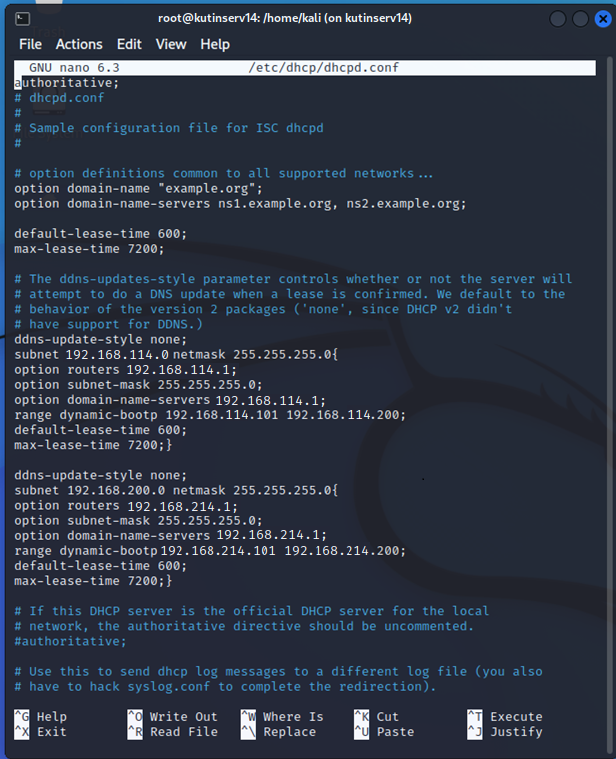 root@kutinserv14: /home/kali (on kutinserv14)
File Actions Edit View Help
GNU nano 6.3 /etc/dhcp/dhcpd.conf
authoritative;
# dhcpd.conf
#
# Sample configuration file for ISC dhcpd
#
# option definitions common to all supported networks...
option domain-name "example.org";
option domain-name-servers ns1.example.org, ns2.example.org;
default-lease-time 600;
max-lease-time 7200;
# The ddns-updates-style parameter controls whether or not the server will
# attempt to do a DNS update when a lease is confirmed. We default to the
# behavior of the version 2 packages ('none', since DHCP v2 didn't
# have support for DDNS.)
ddns-update-style none;
subnet 192.168.114.0 netmask 255.255.255.0{
option routers 192.168.114.1;
option subnet-mask 255.255.255.0;
option domain-name-servers 192.168.114.1;
range dynamic-bootp 192.168.114.101 192.168.114.200;
default-lease-time 600;
max-lease-time 7200;}
ddns-update-style none;
subnet 192.168.200.0 netmask 255.255.255.0{
option routers 192.168.214.1;
option subnet-mask 255.255.255.0;
option domain-name-servers 192.168.214.1;
range dynamic-bootp 192.168.214.101 192.168.214.200;
default-lease-time 600;
max-lease-time 7200;}
# If this DHCP server is the official DHCP server for the local
# network, the authoritative directive should be uncommented.
#authoritative;
# Use this to send dhcp log messages to a different log file (you also
# have to hack syslog.conf to complete the redirection).
^G Help ^O Write Out ^W Where Is ^K Cut ^T Execute
^X Exit ^R Read File ^\ Replace ^U Paste ^J Justify